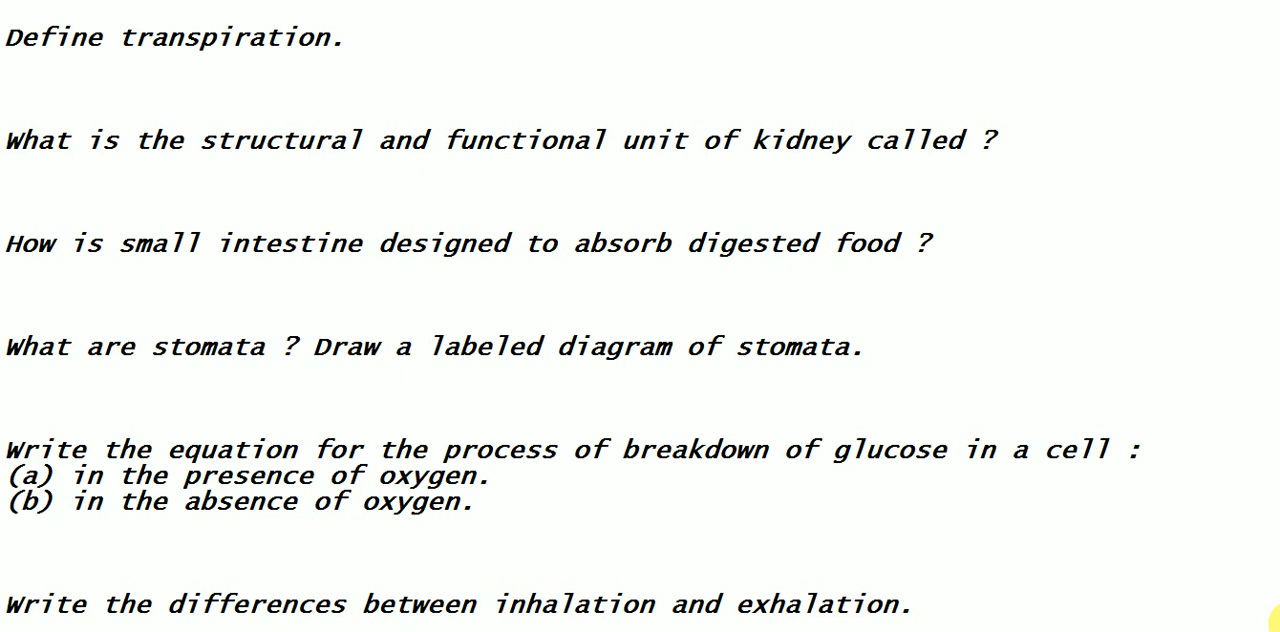 Define transpiration.
What is the structural and functional unit of kidney called ?
How is small intestine designed to absorb digested food ?
What are stomata ? Draw a labeled diagram of stomata.
Write the equation for the process of breakdown of glucose in a cell :
(a) in the presence of oxygen.
(b) in the absence of oxygen.
Write the differences between inhalation and exhalation.